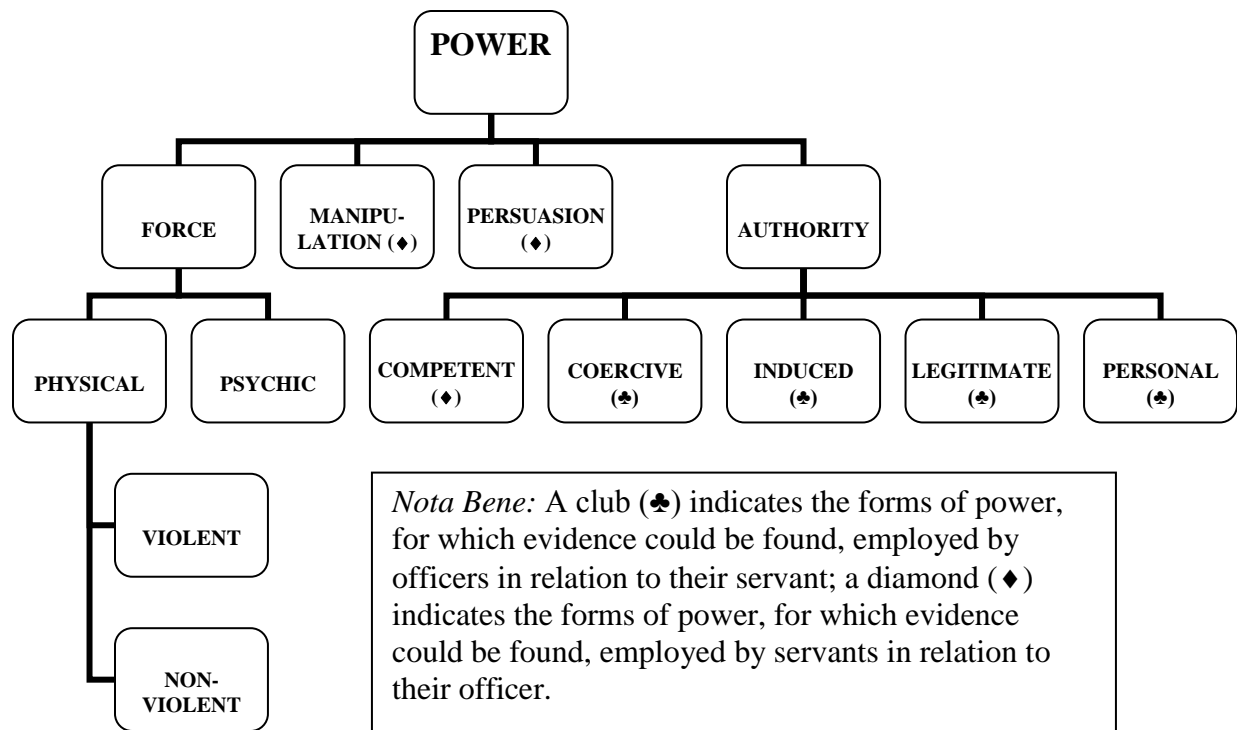 POWER
FORCE
MANIPU-
LATION (♦)
PERSUASION
(♦)
AUTHORITY
PHYSICAL
PSYCHIC
COMPETENT
(♦)
COERCIVE
(♣)
INDUCED
(♣)
LEGITIMATE
(♣)
PERSONAL
(♣)
VIOLENT
NON-
VIOLENT
Nota Bene: A club (♣) indicates the forms of power,
for which evidence could be found, employed by
officers in relation to their servant; a diamond (♦)
indicates the forms of power, for which evidence
could be found, employed by servants in relation to
their officer.